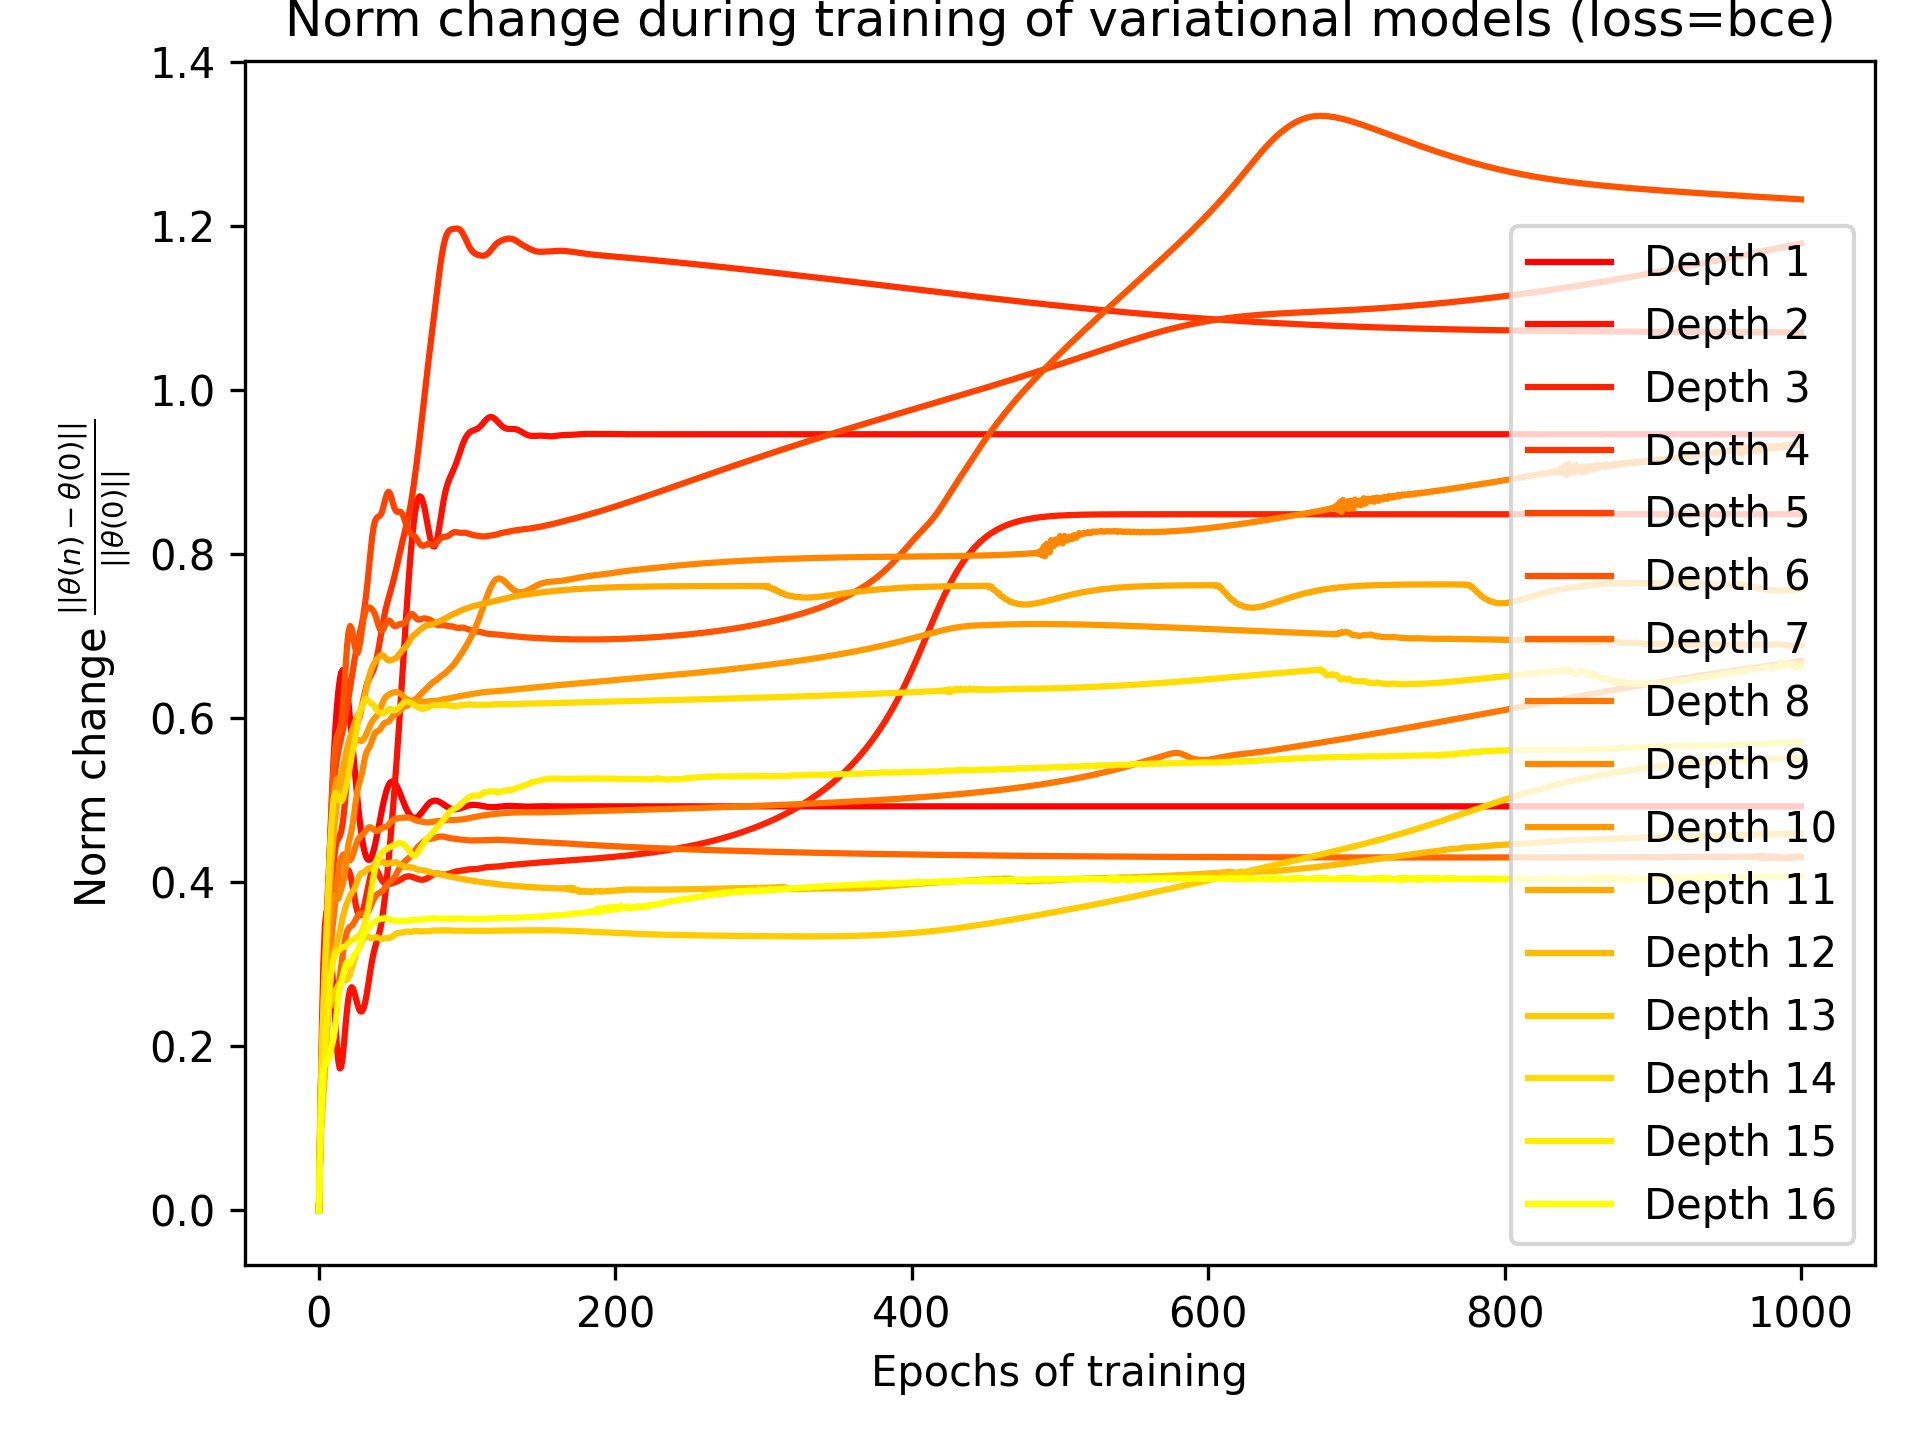 Norm change during training of variational models (loss=bce)
1.4
1.2
1.0
0.8
0.6
0.4
0.2
0.0
Norm change ||θ(n) − θ(0)||
||θ(0)||
Depth 1
Depth 2
Depth 3
Depth 4
Depth 5
Depth 6
Depth 7
Depth 8
Depth 9
Depth 10
Depth 11
Depth 12
Depth 13
Depth 14
Depth 15
Depth 16
0 200 400 600 800 1000
Epochs of training